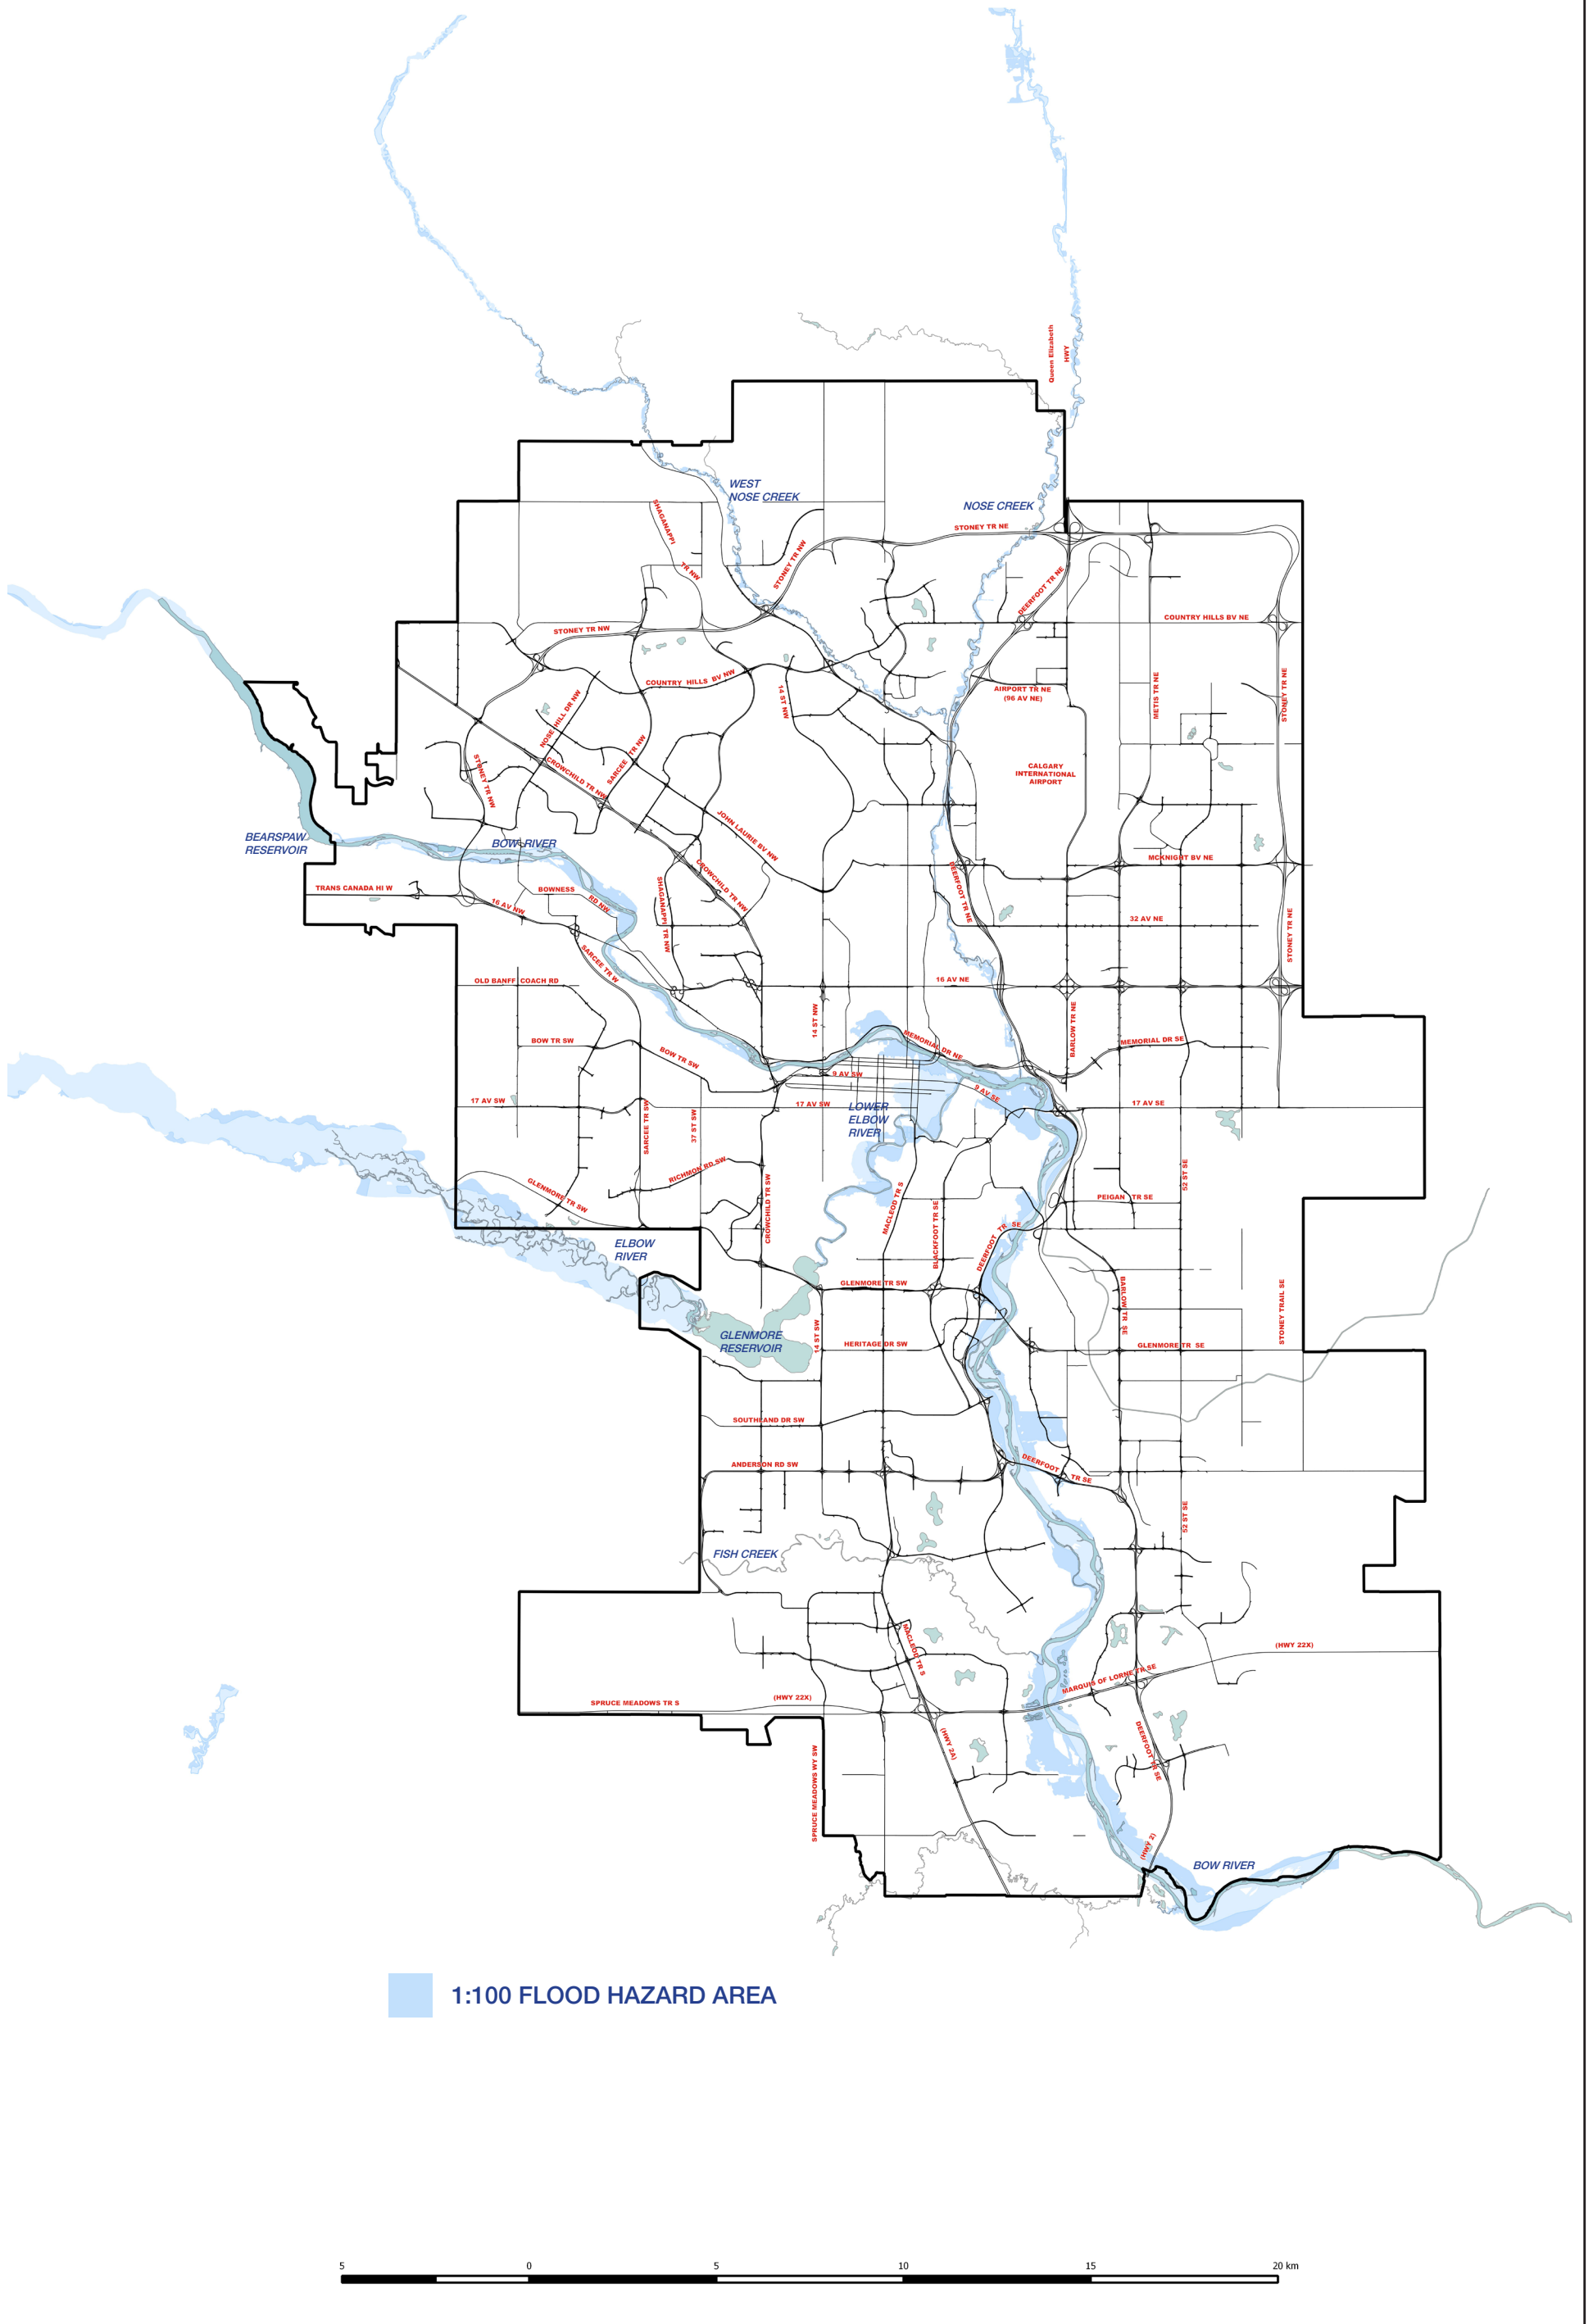 Queen Elizabeth
HWY
WEST
NOSE CREEK
NOSE CREEK
SHAGANAPPI
TR NW
STONEY TR NE
STONEY TR NW
DEERFOOT TR NE
COUNTRY HILLS BV NE
STONEY TR NW
COUNTRY HILLS BV NW
14 ST NW
AIRPORT TR NE
(96 AV NE)
METIS TR NE
STONEY TR NE
NOSE HILL DR NW
SARCEE TR NW
CROWCHILD TR NW
STONEY TR NW
CALGARY
INTERNATIONAL
AIRPORT
JOHN LAURIE BV NW
BEARSPAW
RESERVOIR
BOW RIVER
MCKNIGHT BV NE
TRANS CANADA HI W
BOWNESS
RD NW
16 AV NW
CROWCHILD TR NW
SHAGANAPPI TR NW
DEERFOOT TR NE
32 AV NE
STONEY TR NE
SARCEE TR W
OLD BANFF COACH RD
16 AV NE
14 ST NW
BARLOW TR NE
MEMORIAL DR NE
MEMORIAL DR SE
BOW TR SW
BOW TR SW
9 AV SW
9 AV SE
17 AV SW
17 AV SW
17 AV SE
LOWER
ELBOW
RIVER
SARCEE TR SW
37 ST SW
RICHMON RD SW
52 ST SE
GLENMORE TR SW
CROWCHILD TR SW
MACLEOD TR S
BLACKFOOT TR SE
PEIGAN TR SE
DEERFOOT TR SE
ELBOW
RIVER
GLENMORE TR SW
BARLOW TR SE
STONEY TRAIL SE
GLENMORE
RESERVOIR
14 ST SW
HERITAGE DR SW
GLENMORE TR SE
SOUTHLAND DR SW
ANDERSON RD SW
DEERFOOT TR SE
52 ST SE
FISH CREEK
MACLEOD TR S
(HWY 22X)
MARQUIS OF LORNE TR SE
SPRUCE MEADOWS TR S
(HWY 22X)
(HWY 2A)
DEERFOOT TR SE
SPRUCE MEADOWS WY SW
(HWY 2)
BOW RIVER
1:100 FLOOD HAZARD AREA
5 0 5 10 15 20 km